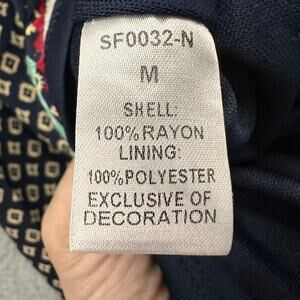 SF0032-N
M
SHELL:
100%RAYON
LINING:
100%POLYESTER
EXCLUSIVE OF
DECORATION